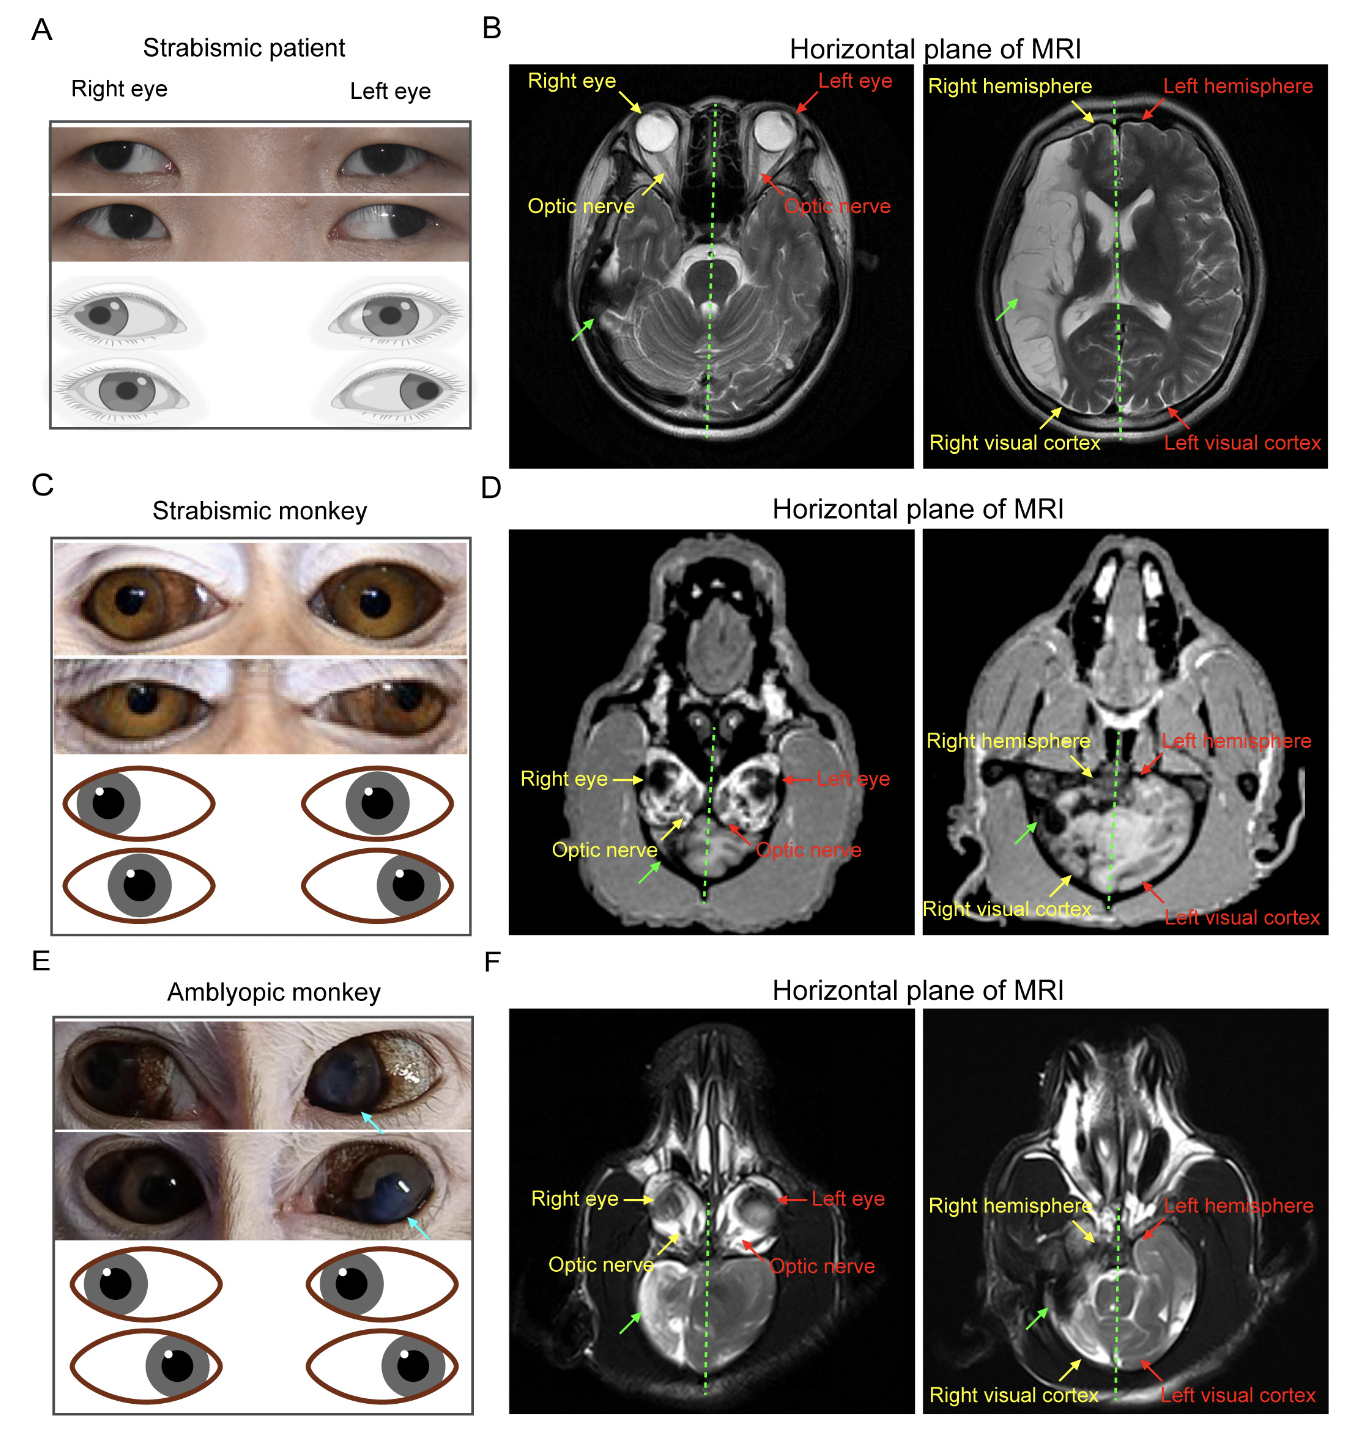 A
Strabismic patient
Right eye
Left eye
B
Horizontal plane of MRI
Right eye
Left eye
Optic nerve
Optic nerve
Right hemisphere
Left hemisphere
Right visual cortex
Left visual cortex
C
Strabismic monkey
D
Horizontal plane of MRI
Right eye
Left eye
Optic nerve
Optic nerve
Right hemisphere
Left hemisphere
Right visual cortex
Left visual cortex
E
Amblyopic monkey
F
Horizontal plane of MRI
Right eye
Left eye
Optic nerve
Optic nerve
Right hemisphere
Left hemisphere
Right visual cortex
Left visual cortex